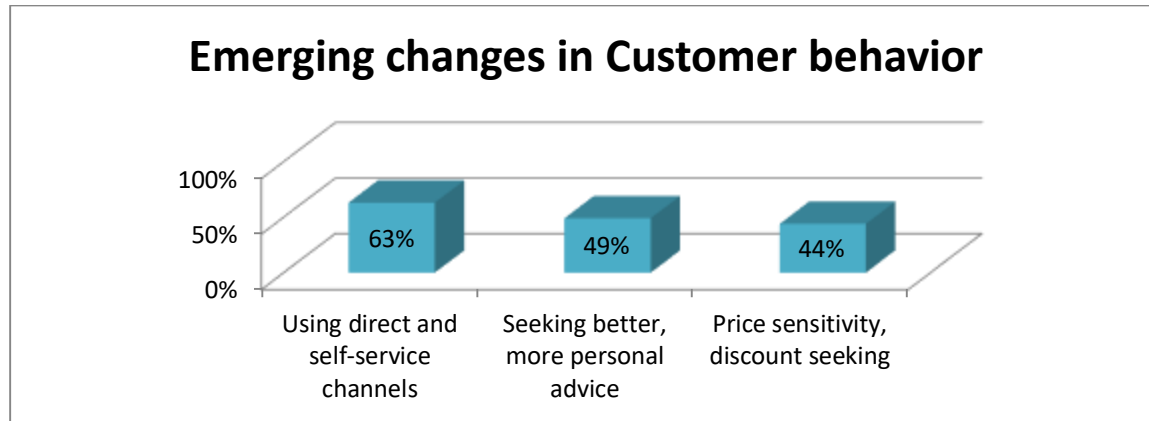 Emerging changes in Customer behavior
100%
50%
0%
63%
49%
44%
Using direct and
self-service
channels
Seeking better,
more personal
advice
Price sensitivity,
discount seeking